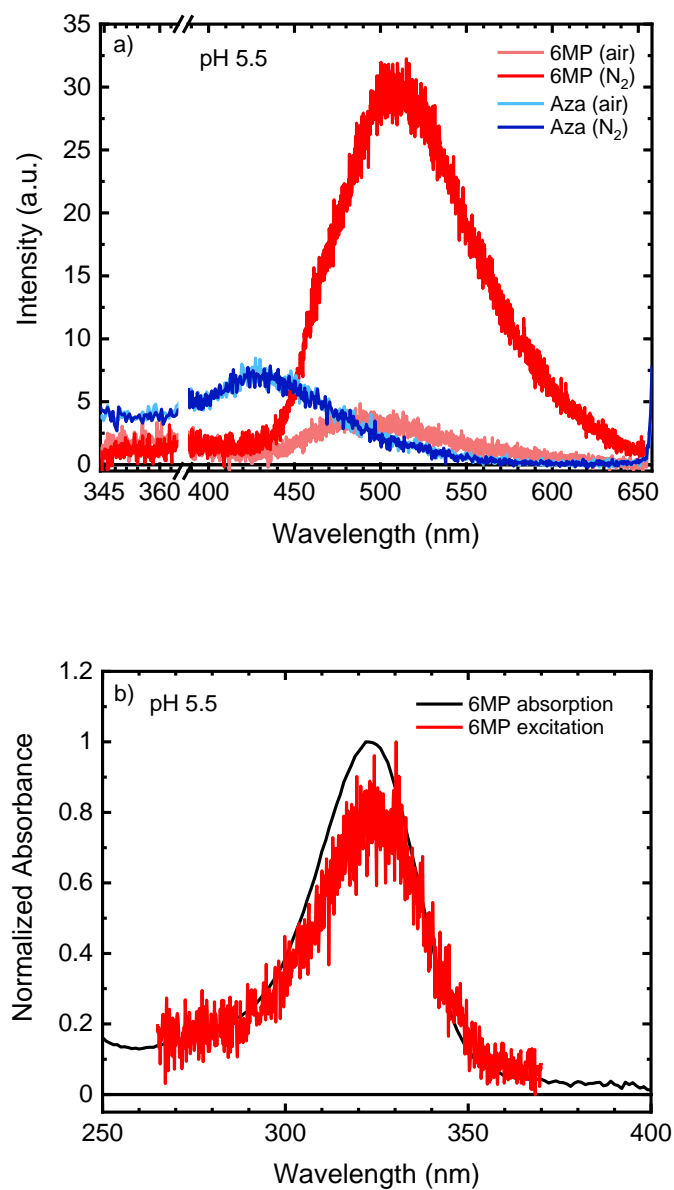 a)
pH 5.5
6MP (air)
6MP (N₂)
Aza (air)
Aza (N₂)
35
30
25
20
15
10
5
0
Intensity (a.u.)
345 360 400 450 500 550 600 650
Wavelength (nm)
b)
pH 5.5
6MP absorption
6MP excitation
1.2
1
0.8
0.6
0.4
0.2
0
Normalized Absorbance
250 300 350 400
Wavelength (nm)